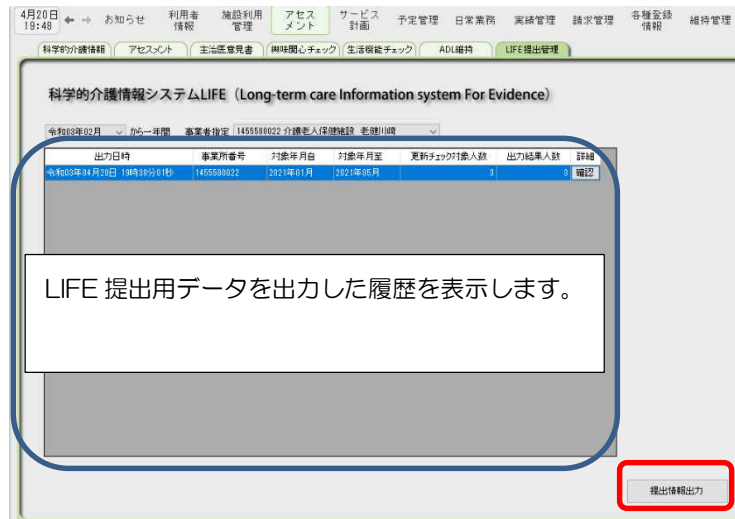 4月20日 ← → お知らせ 利用者情報 施設利用管理 アセスメント サービス計画 予定管理 日常業務 実績管理 請求管理 各種登録情報 維持管理
19:48
科学的介護情報 アセスメント 主治医意見書 興味関心チェック 生活機能チェック ADL維持 LIFE提出管理
科学的介護情報システムLIFE（Long-term care Information system For Evidence）
令和03年02月 から一年間 事業者指定 1455580022 介護老人保健施設 老健川崎
出力日時 事業所番号 対象年月自 対象年月至 更新チェック対象人数 出力結果人数 詳細
令和03年04月20日 19時30分01秒 1455580022 2021年01月 2021年05月 3 3 確認
LIFE 提出用データを出力した履歴を表示します。
提出情報出力